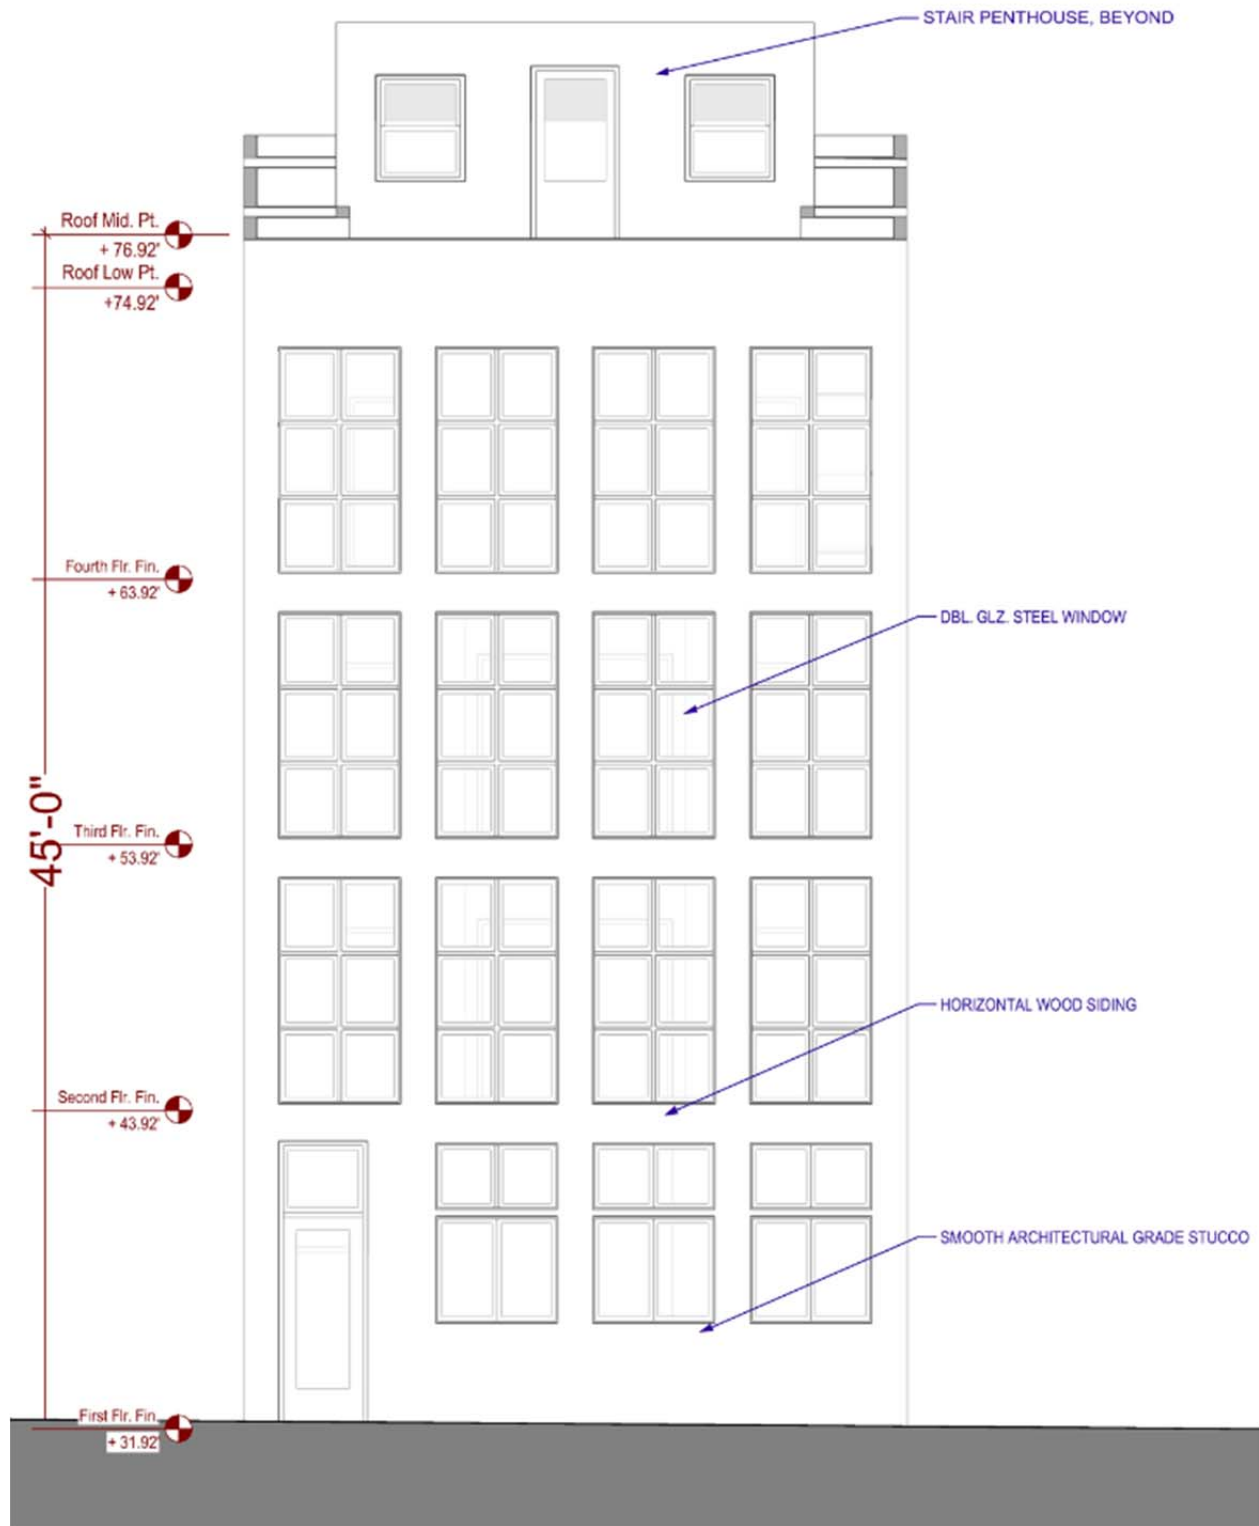 STAIR PENTHOUSE, BEYOND
Roof Mid. Pt.
+ 76.92'
Roof Low Pt.
+74.92'
Fourth Flr. Fin.
+ 63.92'
DBL. GLZ. STEEL WINDOW
45'-0"
Third Flr. Fin.
+ 53.92'
HORIZONTAL WOOD SIDING
Second Flr. Fin.
+ 43.92'
SMOOTH ARCHITECTURAL GRADE STUCCO
First Flr. Fin.
+ 31.92'